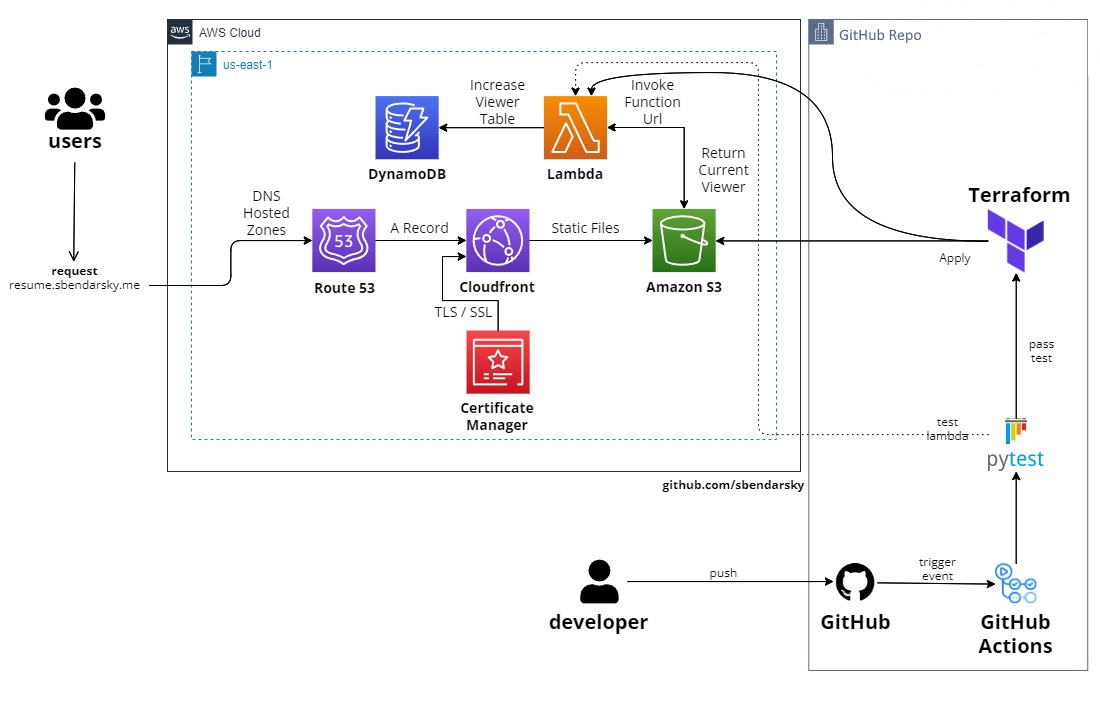 aws
AWS Cloud
GitHub Repo
us-east-1
users
Increase
Viewer
Table
Invoke
Function
Url
DynamoDB
Lambda
Return
Current
Viewer
Terraform
DNS
Hosted
Zones
53
A Record
Static Files
Apply
request
resume.sbendarsky.me
Route 53
Cloudfront
Amazon S3
TLS / SSL
pass
test
Certificate
Manager
test
lambda
pytest
github.com/sbendarsky
push
trigger
event
developer
GitHub
GitHub
Actions